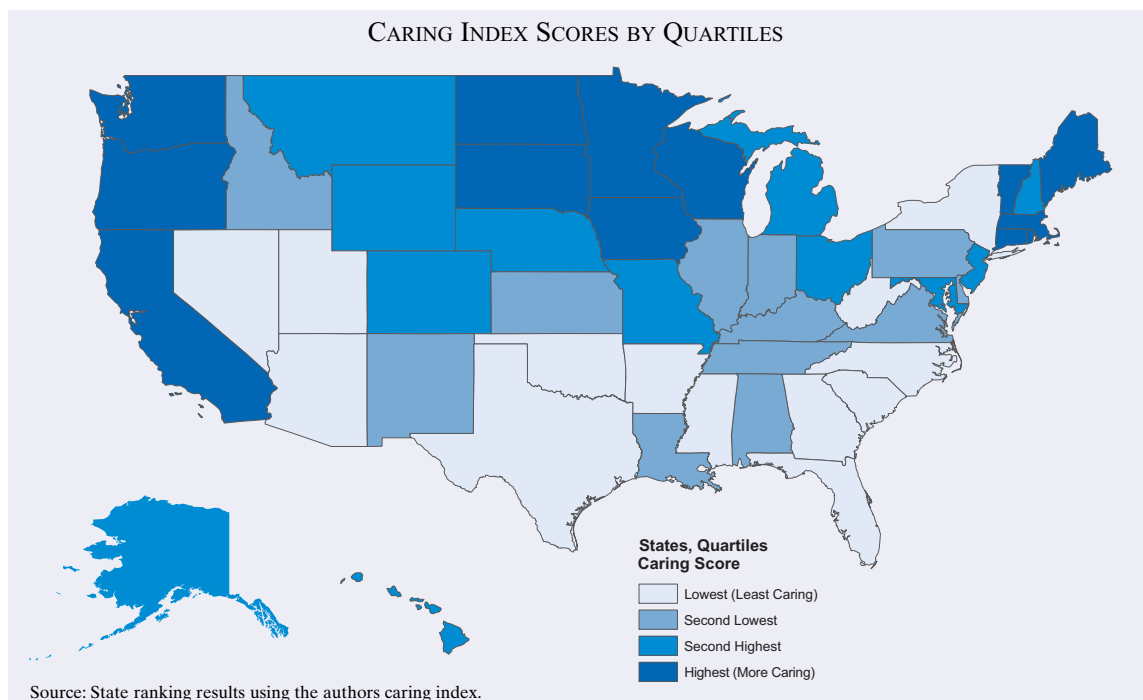 CARING INDEX SCORES BY QUARTILES
States, Quartiles
Caring Score
Lowest (Least Caring)
Second Lowest
Second Highest
Highest (More Caring)
Source: State ranking results using the authors caring index.